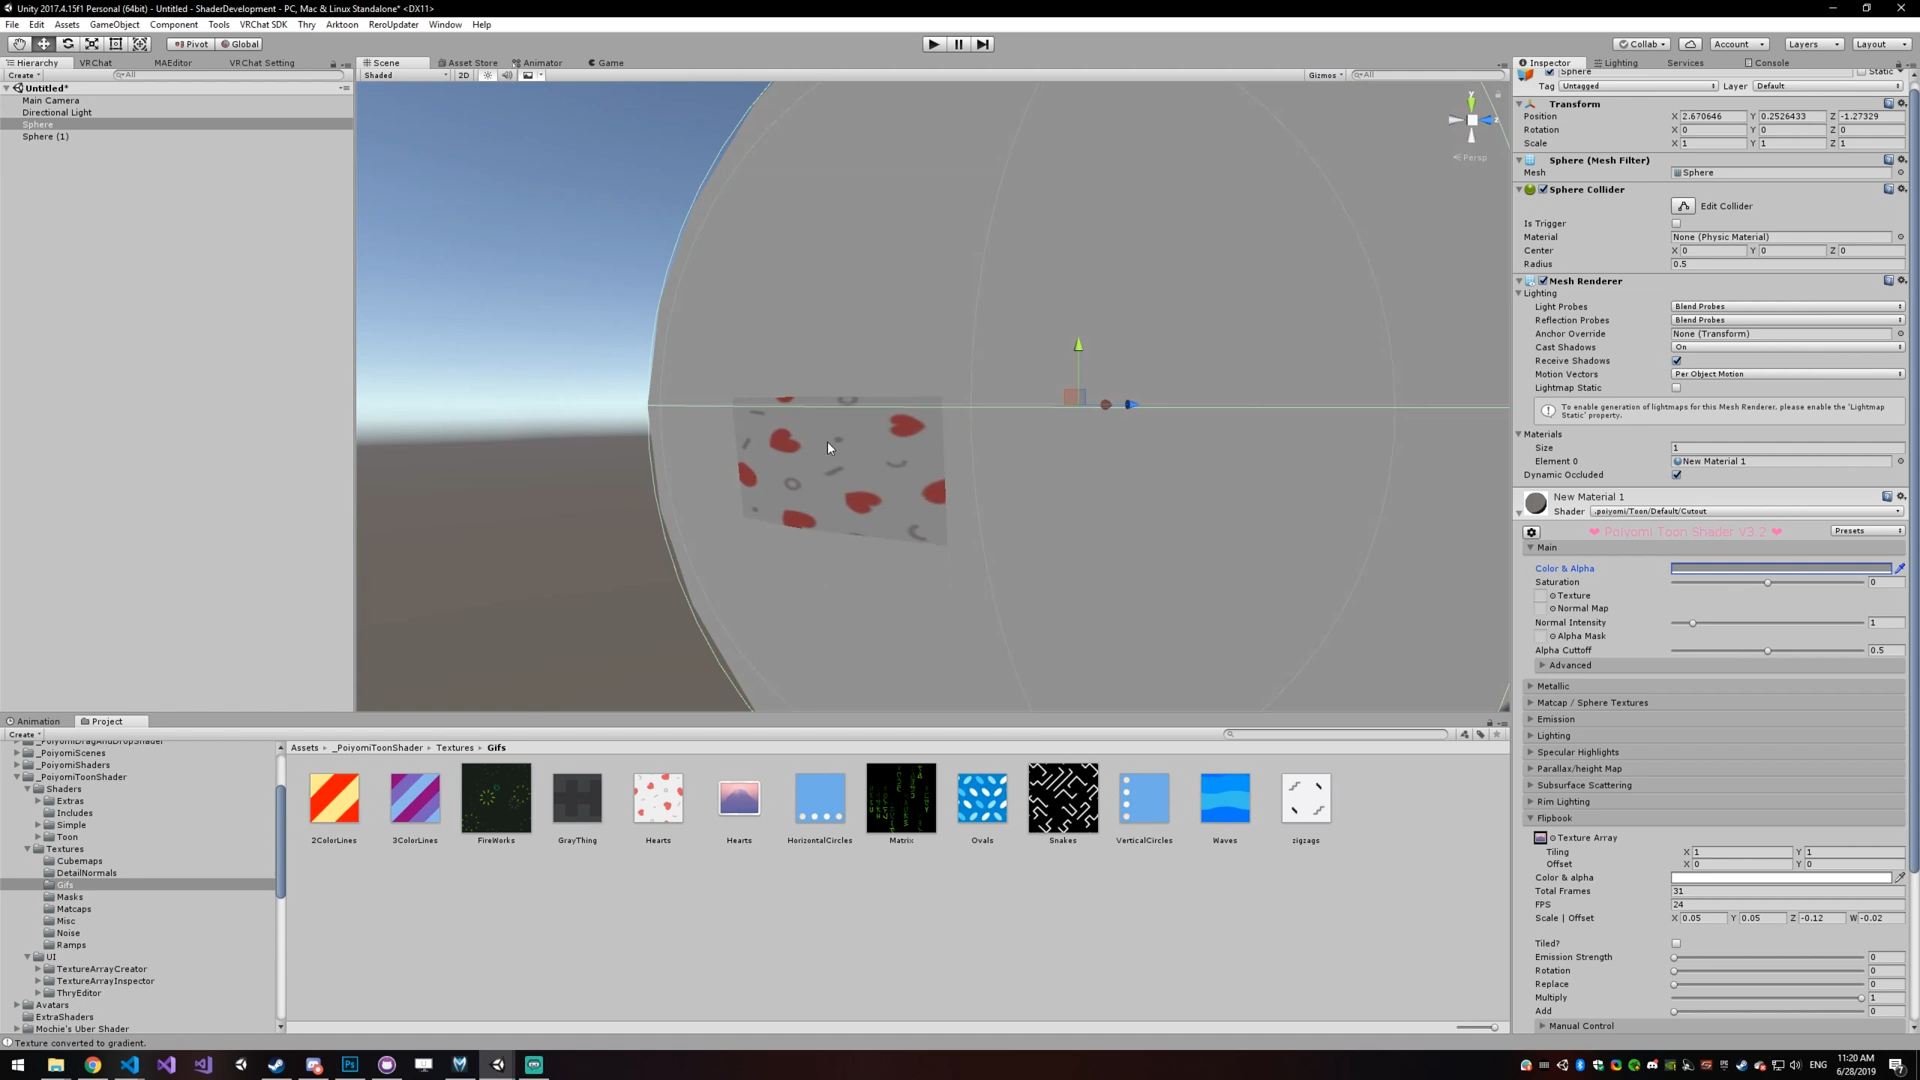 Unity 2017.4.15f1 Personal (64bit) - Untitled - ShaderDevelopment - PC, Mac & Linux Standalone* <DX11>
File Edit Assets GameObject Component Tools VRChat SDK Thry Arktoon ReroUpdater Window Help
Pivot Global Collab Account Layers Layout
Hierarchy VRChat MAEditor VRChat Setting
Create All
Untitled*
Main Camera
Directional Light
Sphere
Sphere (1)
Scene Asset Store Animator Game
Shaded 2D Gizmos All
y
z
Persp
Inspector Lighting Services Console
Sphere Static
Tag Untagged Layer Default
Transform
Position X 2.670646 Y 0.2526433 Z -1.27329
Rotation X 0 Y 0 Z 0
Scale X 1 Y 1 Z 1
Sphere (Mesh Filter)
Mesh Sphere
Sphere Collider
Edit Collider
Is Trigger
Material None (Physic Material)
Center X 0 Y 0 Z 0
Radius 0.5
Mesh Renderer
Lighting
Light Probes Blend Probes
Reflection Probes Blend Probes
Anchor Override None (Transform)
Cast Shadows On
Receive Shadows
Motion Vectors Per Object Motion
Lightmap Static
To enable generation of lightmaps for this Mesh Renderer, please enable the 'Lightmap
Static' property.
Materials
Size 1
Element 0 New Material 1
Dynamic Occluded
New Material 1
Shader .poiyomi/Toon/Default/Cutout
❤ Poiyomi Toon Shader V3.2 ❤ Presets
Main
Color & Alpha
Saturation 0
Texture
Normal Map
Normal Intensity 1
Alpha Mask
Alpha Cuttoff 0.5
Advanced
Metallic
Matcap / Sphere Textures
Emission
Lighting
Specular Highlights
Parallax/height Map
Subsurface Scattering
Rim Lighting
Flipbook
Texture Array
Tiling X 1 Y 1
Offset X 0 Y 0
Color & alpha
Total Frames 31
FPS 24
Scale | Offset X 0.05 Y 0.05 Z -0.12 W -0.02
Tiled?
Emission Strength 0
Rotation 0
Replace 0
Multiply 1
Add 0
Manual Control
Animation Project
Create
_PoiyomiDragAndDropShader
_PoiyomiScenes
_PoiyomiShaders
_PoiyomiToonShader
Shaders
Extras
Includes
Simple
Toon
Textures
Cubemaps
DetailNormals
Gifs
Masks
Matcaps
Misc
Noise
Ramps
UI
TextureArrayCreator
TextureArrayInspector
ThryEditor
Avatars
ExtraShaders
Mochie's Uber Shader
Assets _PoiyomiToonShader Textures Gifs
2ColorLines 3ColorLines FireWorks GrayThing Hearts Hearts HorizontalCircles Matrix Ovals Snakes VerticalCircles Waves zigzags
Texture converted to gradient.
Ps
ENG
11:20 AM
6/28/2019